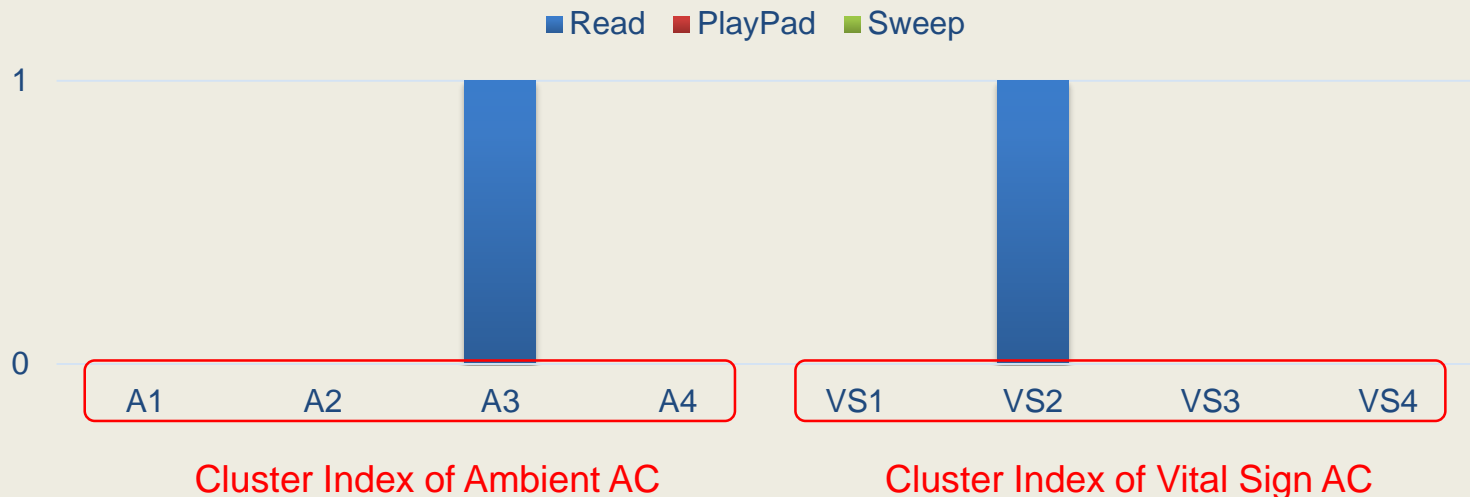 Read PlayPad Sweep
1
0
A1 A2 A3 A4 VS1 VS2 VS3 VS4
Cluster Index of Ambient AC Cluster Index of Vital Sign AC